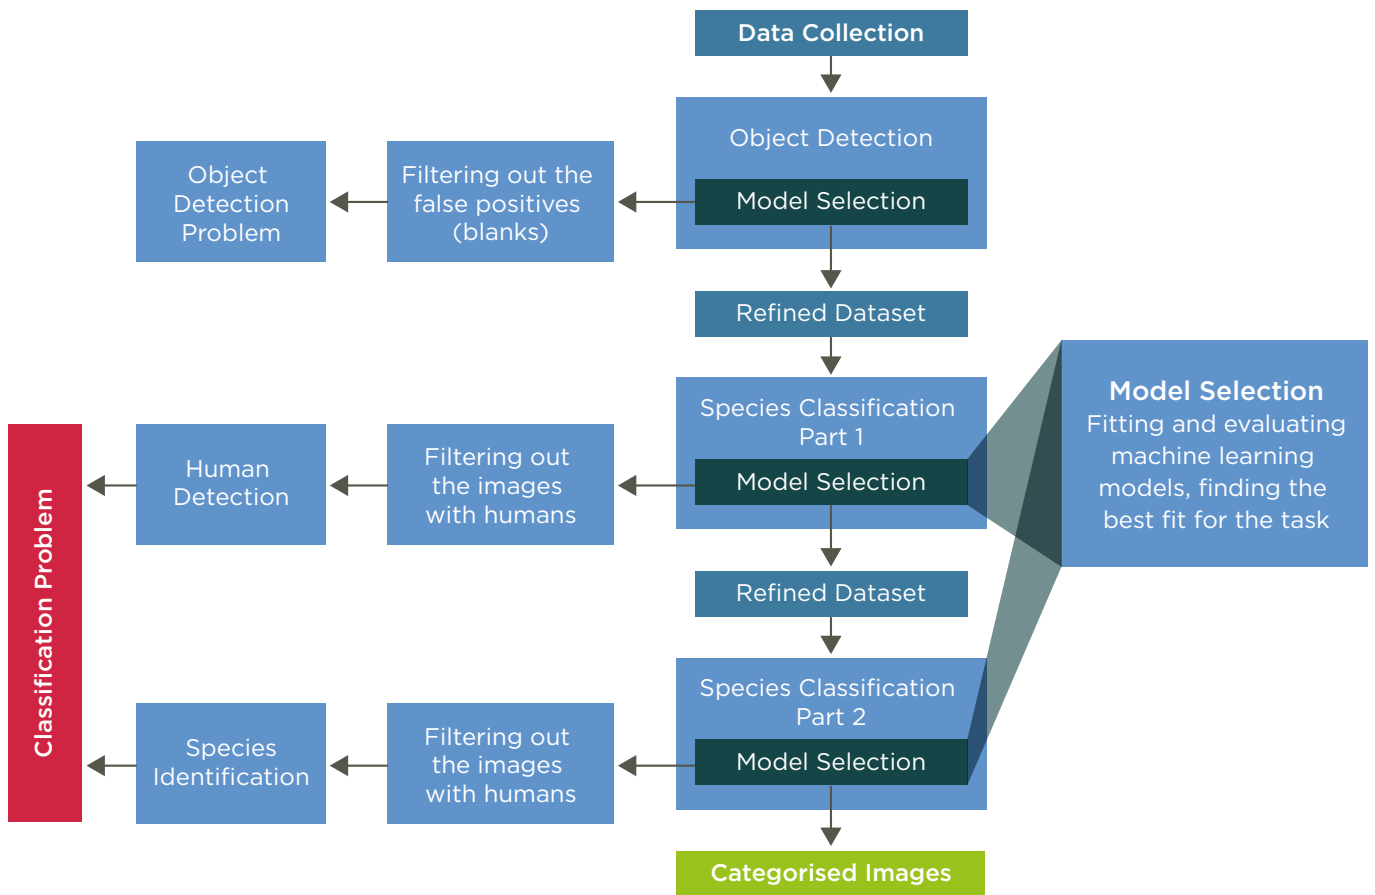 Data Collection
Object Detection
Model Selection
Filtering out the
false positives
(blanks)
Object
Detection
Problem
Refined Dataset
Species Classification
Part 1
Model Selection
Filtering out
the images
with humans
Human
Detection
Model Selection
Fitting and evaluating
machine learning
models, finding the
best fit for the task
Classification Problem
Refined Dataset
Species Classification
Part 2
Model Selection
Filtering out
the images
with humans
Species
Identification
Categorised Images